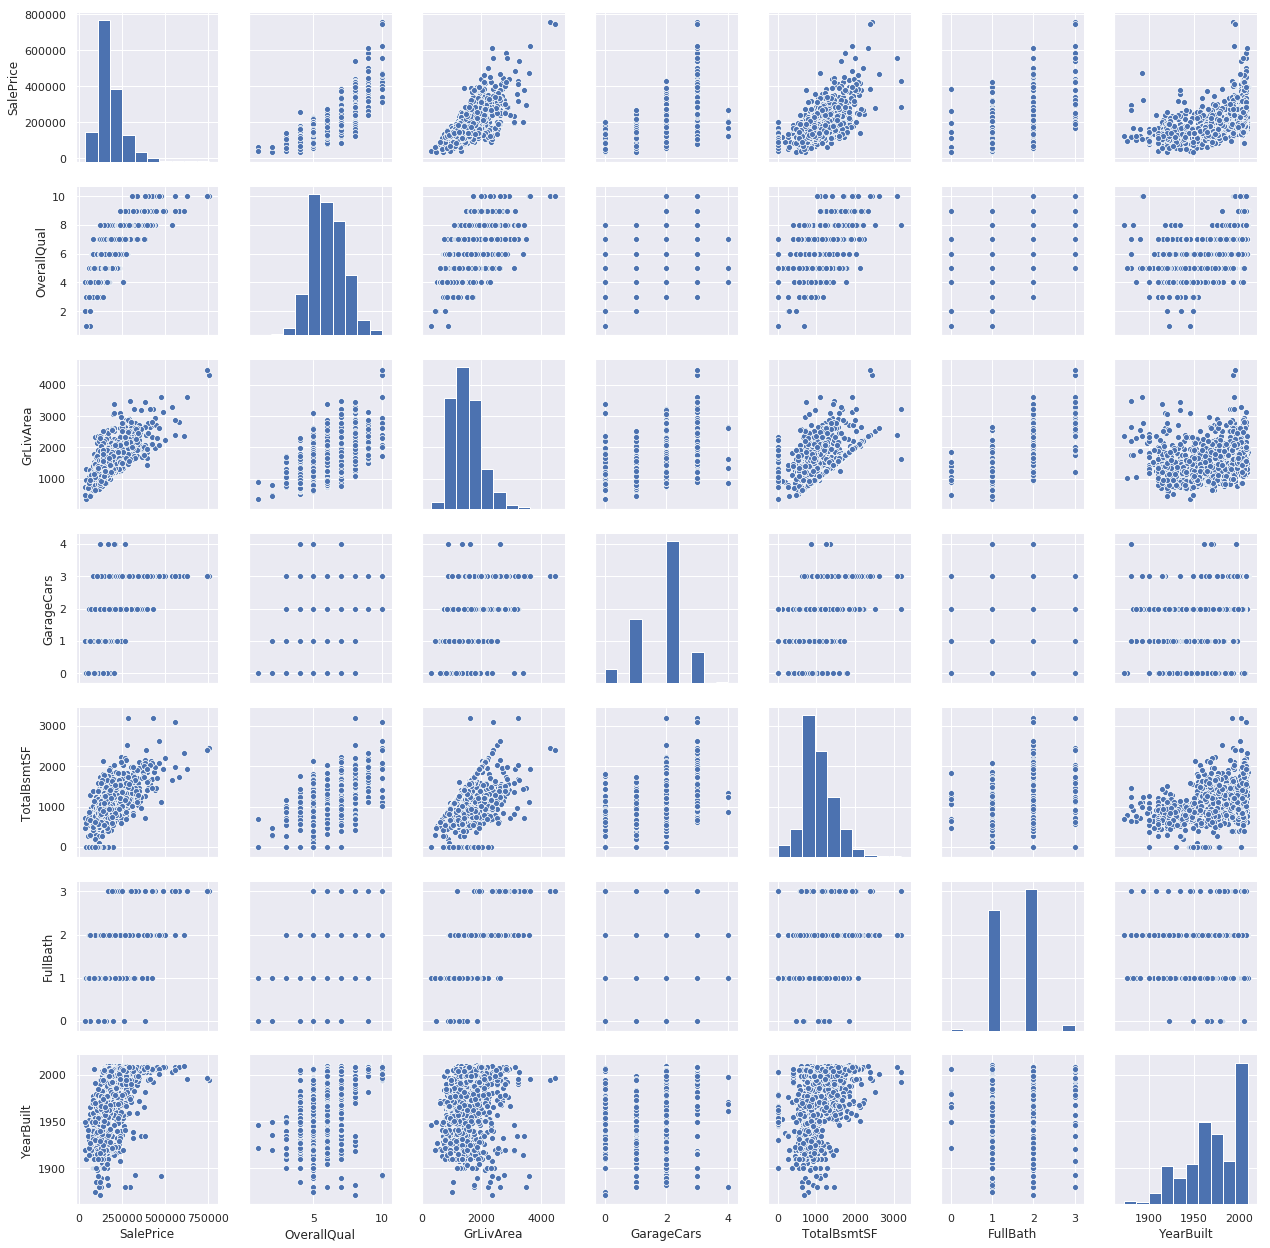 800000
600000
400000
200000
0
SalePrice
10
8
6
4
2
OverallQual
4000
3000
2000
1000
GrLivArea
4
3
2
1
0
GarageCars
3000
2000
1000
0
TotalBsmtSF
3
2
1
0
FullBath
2000
1950
1900
YearBuilt
0 250000 500000 750000
SalePrice
5 10
OverallQual
0 2000 4000
GrLivArea
0 2 4
GarageCars
0 1000 2000 3000
TotalBsmtSF
0 1 2 3
FullBath
1900 1950 2000
YearBuilt